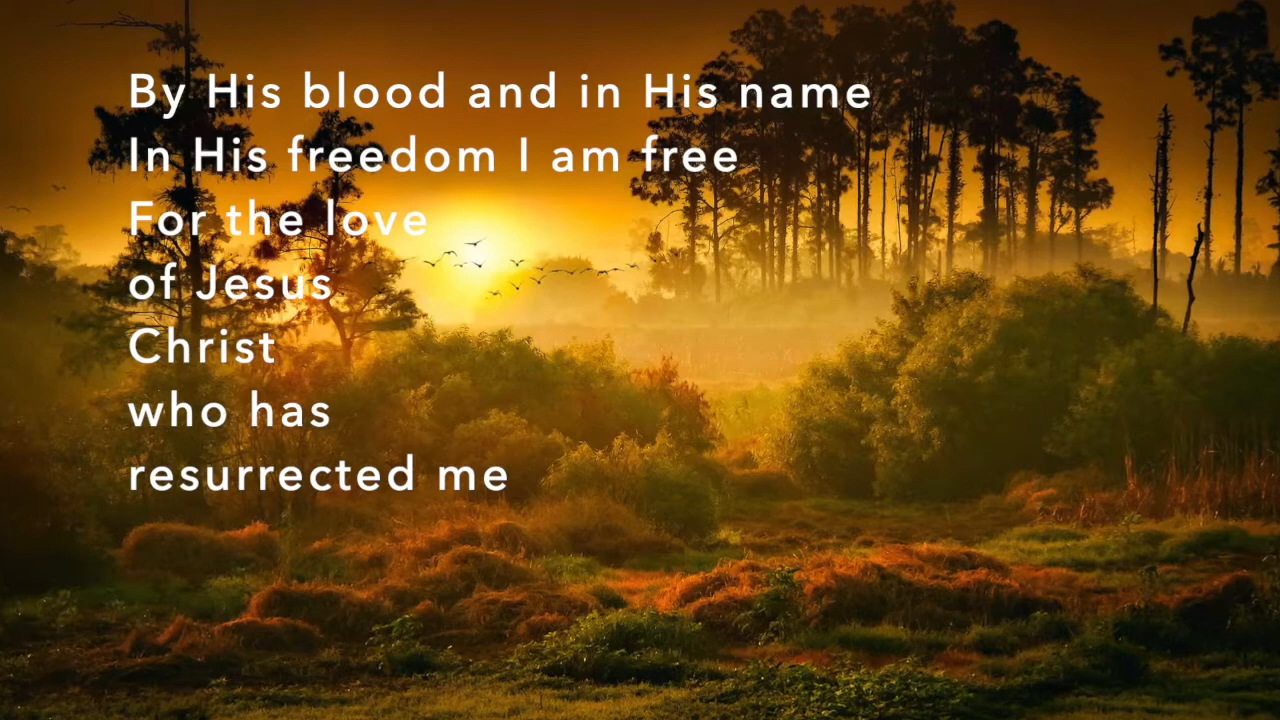 By His blood and in His name
In His freedom I am free
For the love
of Jesus
Christ
who has
resurrected me